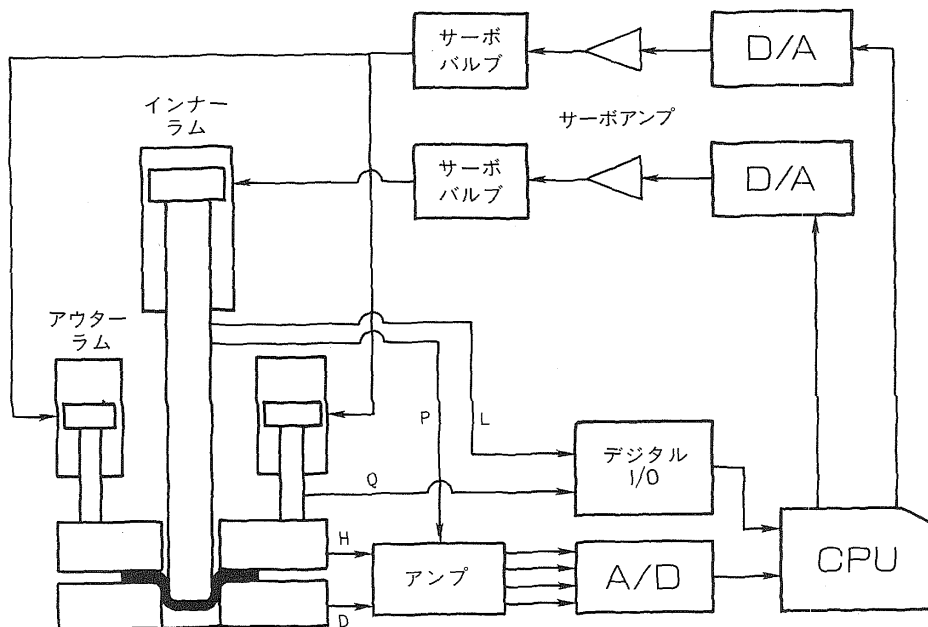 サーボ
バルブ
D/A
インナー
ラム
サーボアンプ
サーボ
バルブ
D/A
アウター
ラム
P
L
デジタル
I/O
Q
H
アンプ
A/D
CPU
D